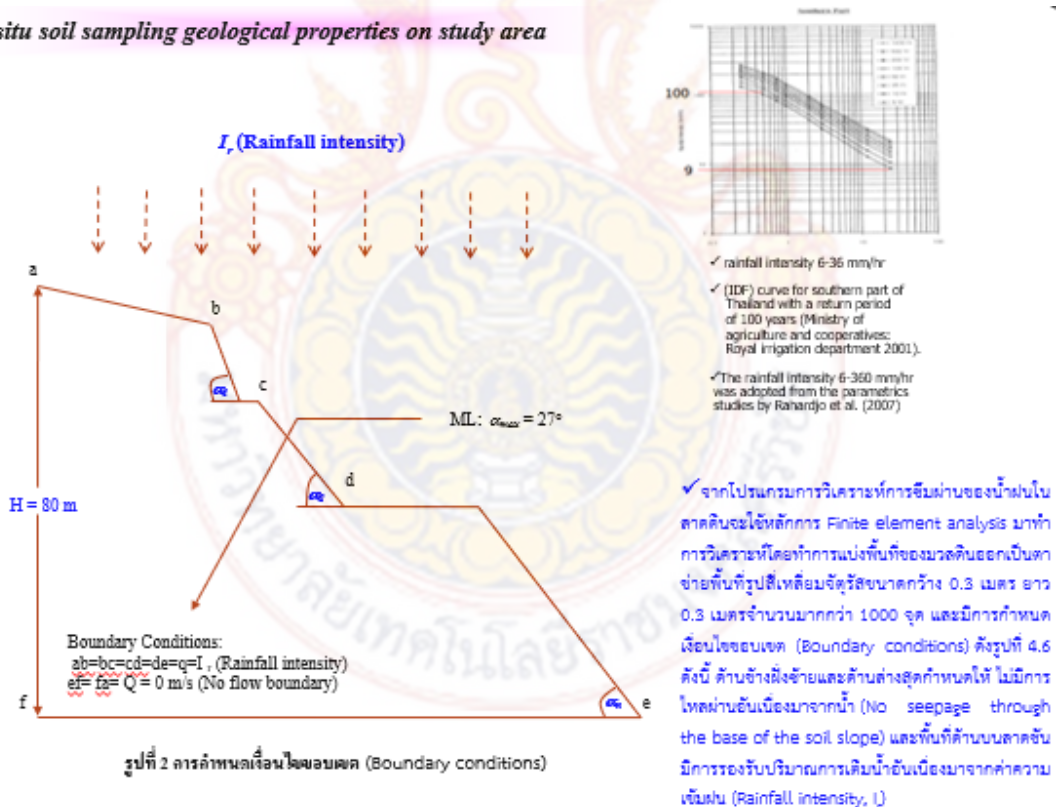 situ soil sampling geological properties on study area
I_r (Rainfall intensity)
a
b
c
d
e
f
H = 80 m
ML: αmax = 27°
Boundary Conditions:
ab=bc=cd=de=q=I r (Rainfall intensity)
ef= fa= Q = 0 m/s (No flow boundary)
รูปที่ 2 การกำหนดเงื่อนไขขอบเขต (Boundary conditions)
100
9
✓ rainfall intensity 6-36 mm/hr
✓ (IDF) curve for southern part of
Thailand with a return period
of 100 years (Ministry of
agriculture and cooperatives:
Royal irrigation department 2001).
✓The rainfall intensity 6-360 mm/hr
was adopted from the parametrics
studies by Rahardjo et al. (2007)
✓ จากโปรแกรมการวิเคราะห์การซึมผ่านของน้ำฝนใน
ลาดดินจะใช้หลักการ Finite element analysis มาทำ
การวิเคราะห์โดยทำการแบ่งพื้นที่ของมวลดินออกเป็นตา
ข่ายพื้นที่รูปสี่เหลี่ยมจัตุรัสขนาดกว้าง 0.3 เมตร ยาว
0.3 เมตรจำนวนมากกว่า 1000 จุด และมีการกำหนด
เงื่อนไขขอบเขต (Boundary conditions) ดังรูปที่ 4.6
ดังนี้ ด้านข้างฝั่งซ้ายและด้านล่างสุดกำหนดให้ ไม่มีการ
ไหลผ่านอันเนื่องมาจากน้ำ (No seepage through
the base of the soil slope) และพื้นที่ด้านบนลาดชัน
มีการรองรับปริมาณการเติมน้ำอันเนื่องมาจากค่าความ
เข้มฝน (Rainfall intensity, I,)